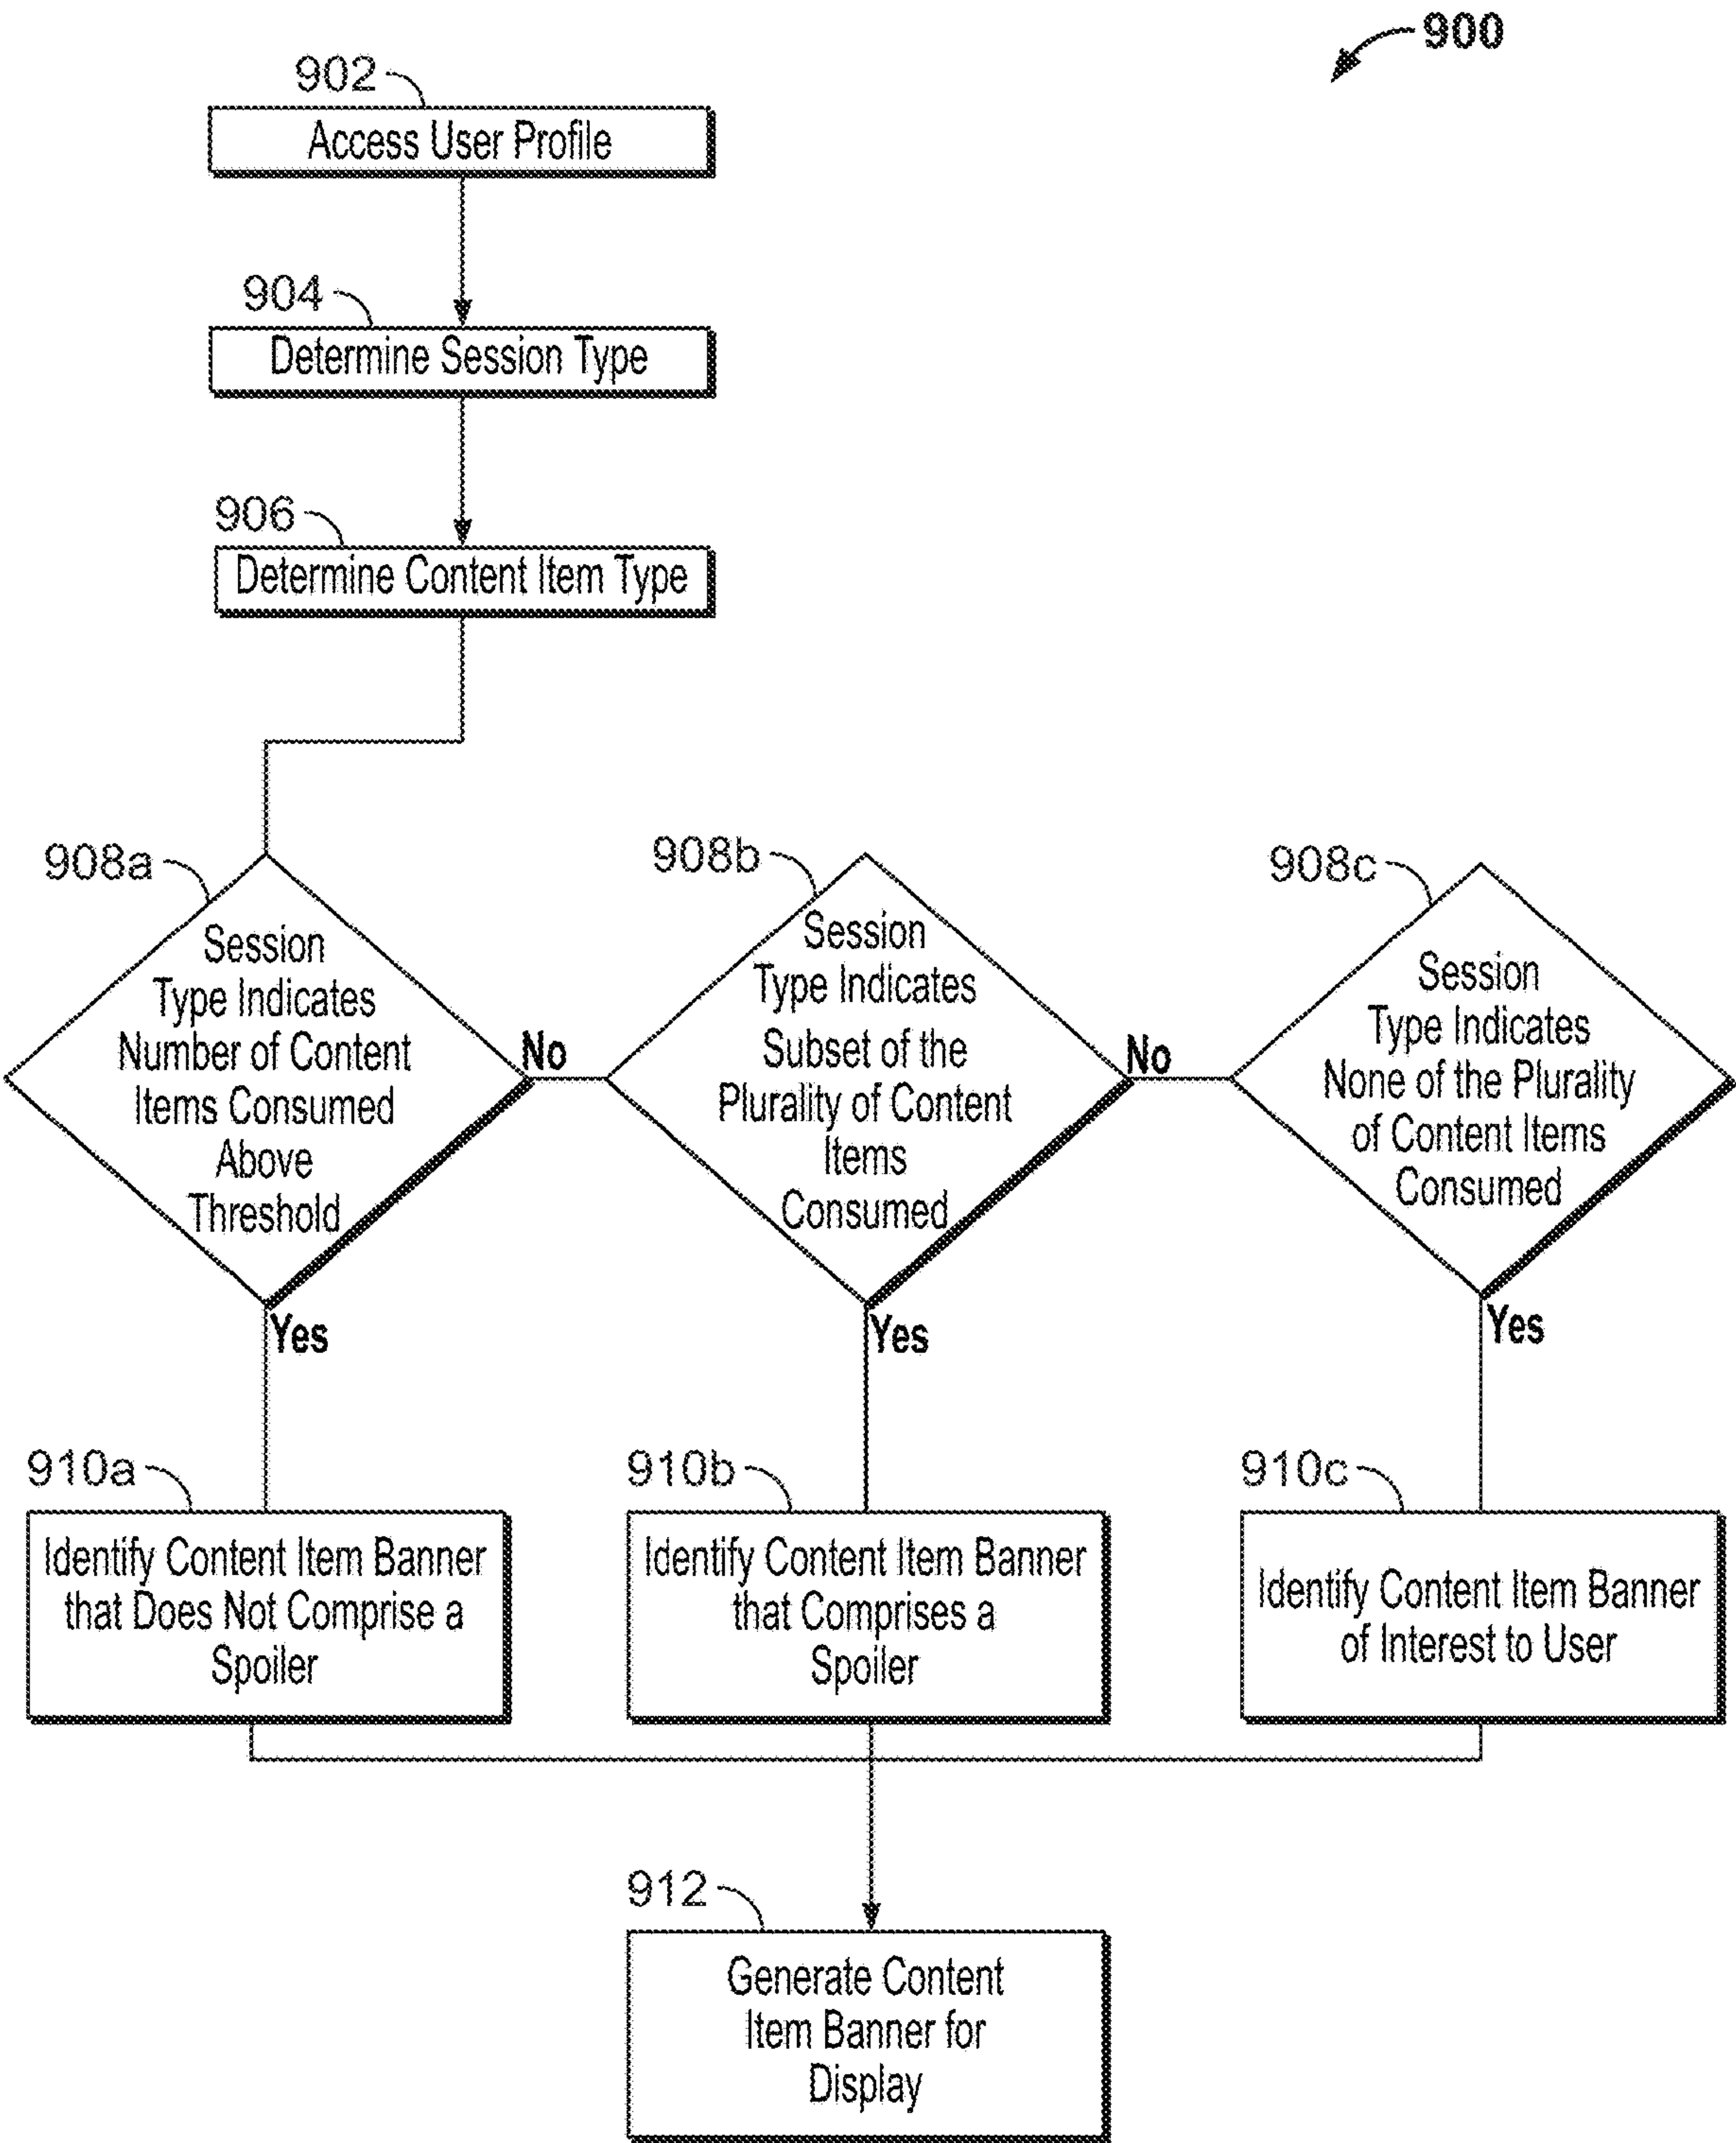 900
902
Access User Profile
904
Determine Session Type
906
Determine Content Item Type
908a
Session
Type Indicates
Number of Content
Items Consumed
Above
Threshold
No
Yes
908b
Session
Type Indicates
Subset of the
Plurality of Content
Items
Consumed
No
Yes
908c
Session
Type Indicates
None of the Plurality
of Content Items
Consumed
Yes
910a
Identify Content Item Banner
that Does Not Comprise a
Spoiler
910b
Identify Content Item Banner
that Comprises a
Spoiler
910c
Identify Content Item Banner
of Interest to User
912
Generate Content
Item Banner for
Display